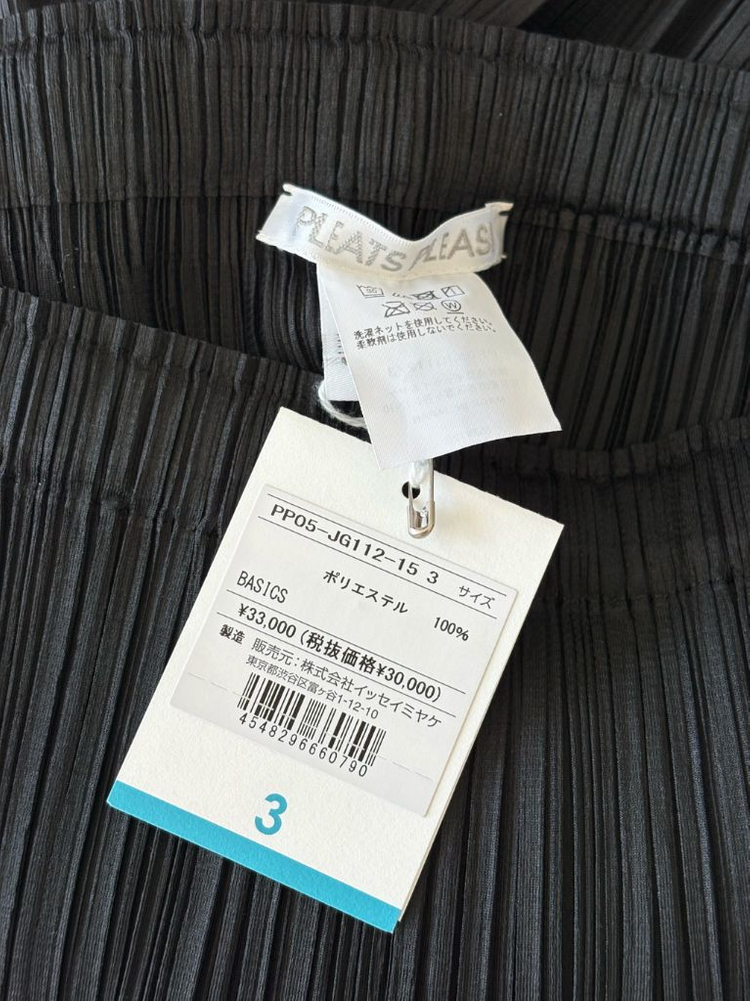 PLEATS PLEAS
洗濯ネットを使用してください。
柔軟剤は使用しないでください。
PP05-JG112-15 3 サイズ
ポリエステル 100%
BASICS
¥33,000 (税抜価格¥30,000)
製造 販売元:株式会社イッセイミヤケ
東京都渋谷区富ヶ谷1-12-10
4548296660790
3